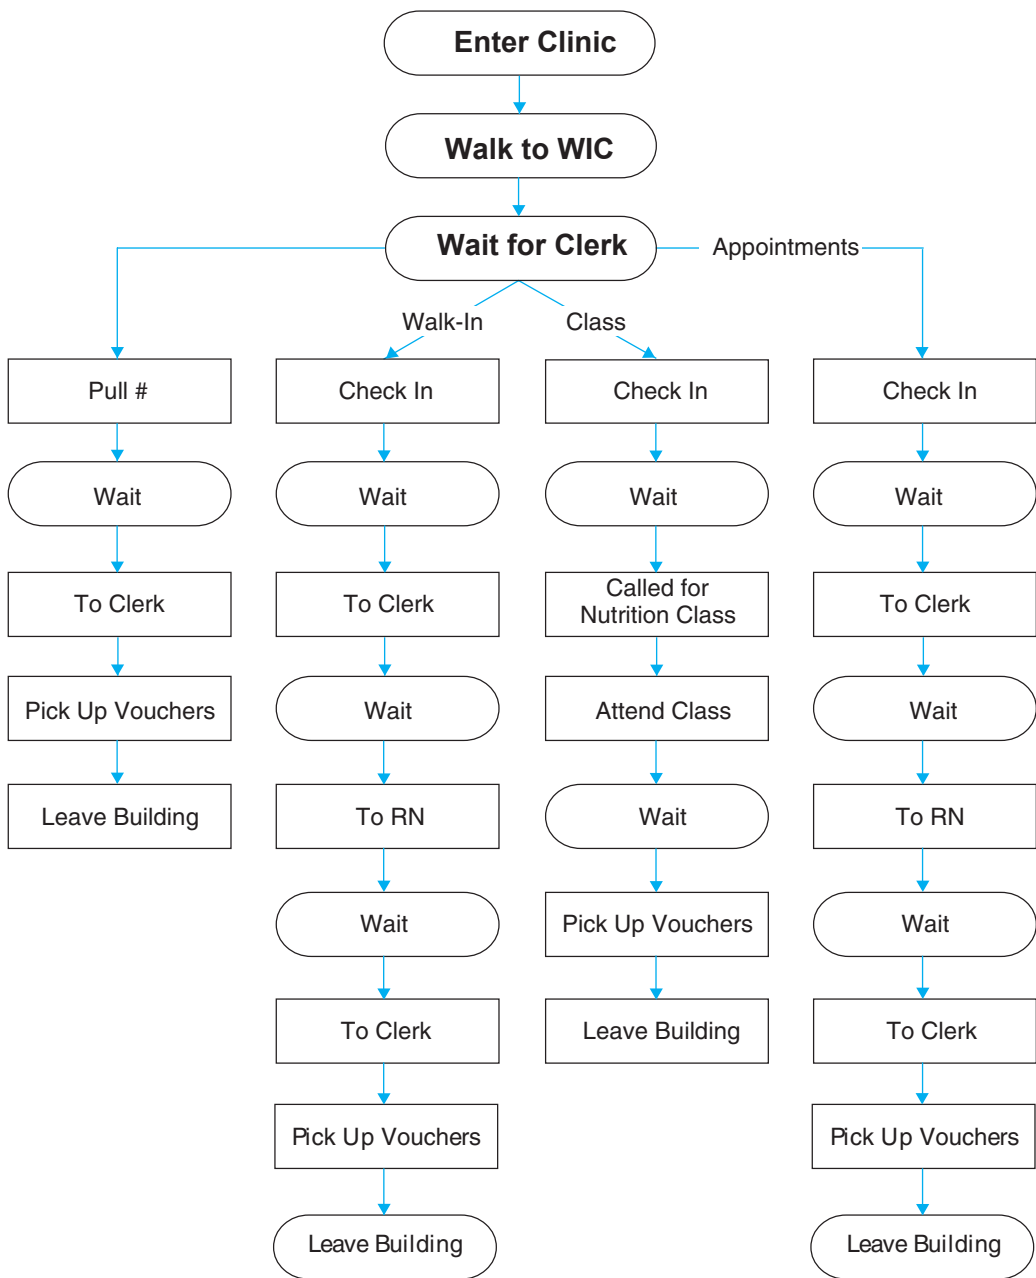 Enter Clinic
Walk to WIC
Wait for Clerk
Appointments
Walk-In
Class
Pull #
Check In
Check In
Check In
Wait
Wait
Wait
Wait
To Clerk
To Clerk
Called for
Nutrition Class
To Clerk
Pick Up Vouchers
Wait
Attend Class
Wait
Leave Building
To RN
Wait
To RN
Wait
Pick Up Vouchers
Wait
To Clerk
Leave Building
To Clerk
Pick Up Vouchers
Pick Up Vouchers
Leave Building
Leave Building